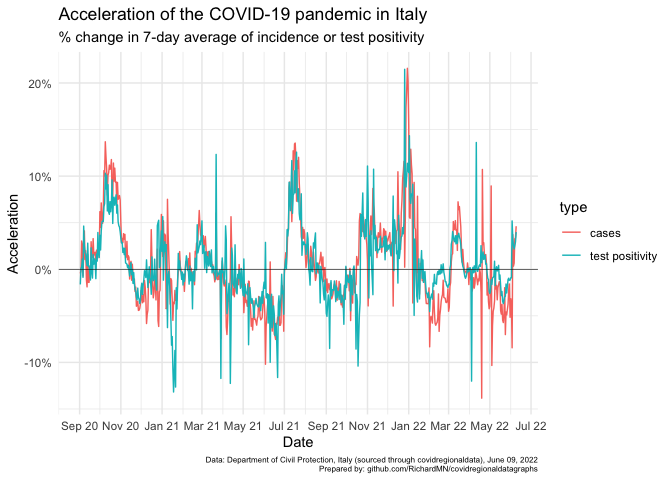 Acceleration of the COVID-19 pandemic in Italy
% change in 7-day average of incidence or test positivity
20%
10%
0%
-10%
Acceleration
Sep 20 Nov 20 Jan 21 Mar 21 May 21 Jul 21 Sep 21 Nov 21 Jan 22 Mar 22 May 22 Jul 22
Date
type
cases
test positivity
Data: Department of Civil Protection, Italy (sourced through covidregionaldata), June 09, 2022
Prepared by: github.com/RichardMN/covidregionaldatagraphs